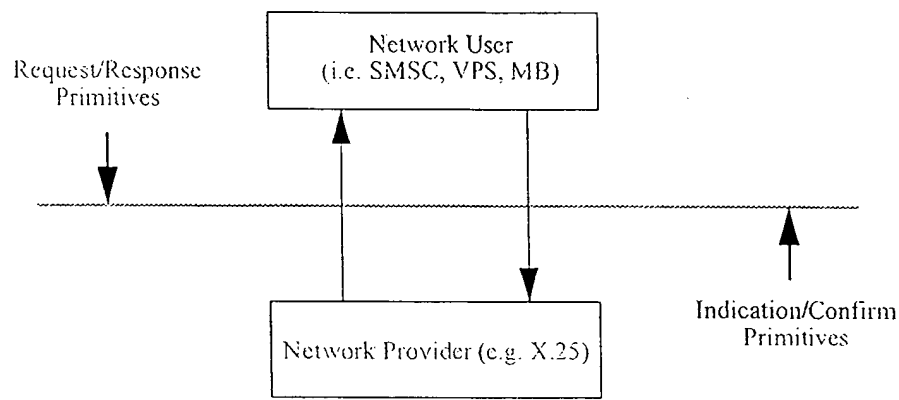 Network User
(i.e. SMSC, VPS, MB)
Request/Response
Primitives
Indication/Confirm
Primitives
Network Provider (e.g. X.25)